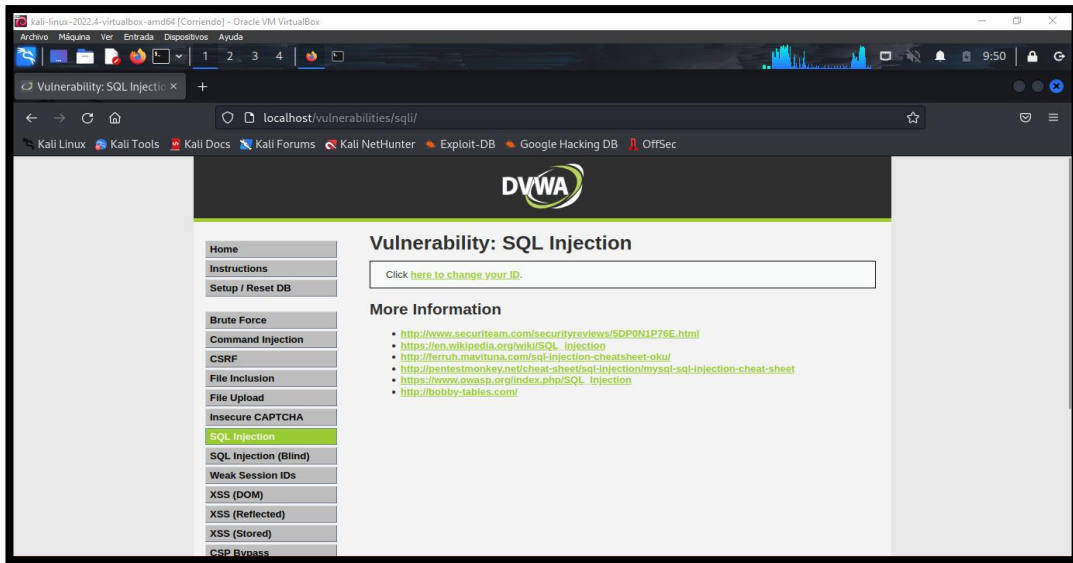 kali-linux-2022.4-virtualbox-amd64 [Corriendo] - Oracle VM VirtualBox
Archivo Máquina Ver Entrada Dispositivos Ayuda
1 2 3 4 9:50
Vulnerability: SQL Injectio
localhost/vulnerabilities/sqli/
Kali Linux Kali Tools Kali Docs Kali Forums Kali NetHunter Exploit-DB Google Hacking DB OffSec
DVWA
Home
Instructions
Setup / Reset DB
Brute Force
Command Injection
CSRF
File Inclusion
File Upload
Insecure CAPTCHA
SQL Injection
SQL Injection (Blind)
Weak Session IDs
XSS (DOM)
XSS (Reflected)
XSS (Stored)
CSP Bypass
Vulnerability: SQL Injection
Click here to change your ID.
More Information
http://www.securiteam.com/securityreviews/5DP0N1P76E.html
https://en.wikipedia.org/wiki/SQL_injection
http://ferruh.mavituna.com/sql-injection-cheatsheet-oku/
http://pentestmonkey.net/cheat-sheet/sql-injection/mysql-sql-injection-cheat-sheet
https://www.owasp.org/index.php/SQL_Injection
http://bobby-tables.com/